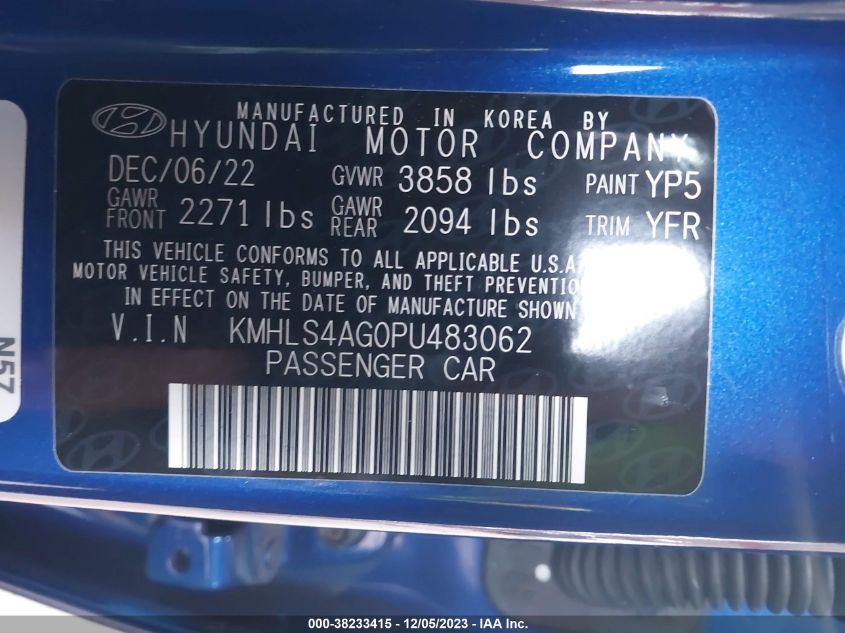 MANUFACTURED IN KOREA BY
HYUNDAI MOTOR COMPANY
DEC/06/22 GVWR 3858 lbs PAINT YP5
GAWR FRONT 2271 lbs GAWR REAR 2094 lbs TRIM YFR
THIS VEHICLE CONFORMS TO ALL APPLICABLE U.S.A
MOTOR VEHICLE SAFETY, BUMPER, AND THEFT PREVENTION
IN EFFECT ON THE DATE OF MANUFACTURE SHOWN
V.I.N KMHLS4AG0PU483062
PASSENGER CAR
N57
000-38233415 - 12/05/2023 - IAA Inc.